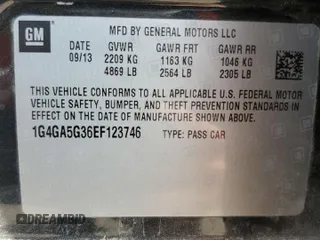 GM
MFD BY GENERAL MOTORS LLC
DATE GVWR GAWR FRT GAWR RR
09/13 2209 KG 1163 KG 1046 KG
4869 LB 2564 LB 2305 LB
THIS VEHICLE CONFORMS TO ALL APPLICABLE U.S. FEDERAL MOTOR
VEHICLE SAFETY, BUMPER, AND THEFT PREVENTION STANDARDS IN
EFFECT ON THE DATE OF MANUFACTURE SHOWN ABOVE.
1G4GA5G36EF123746 TYPE: PASS CAR
DREAMBID